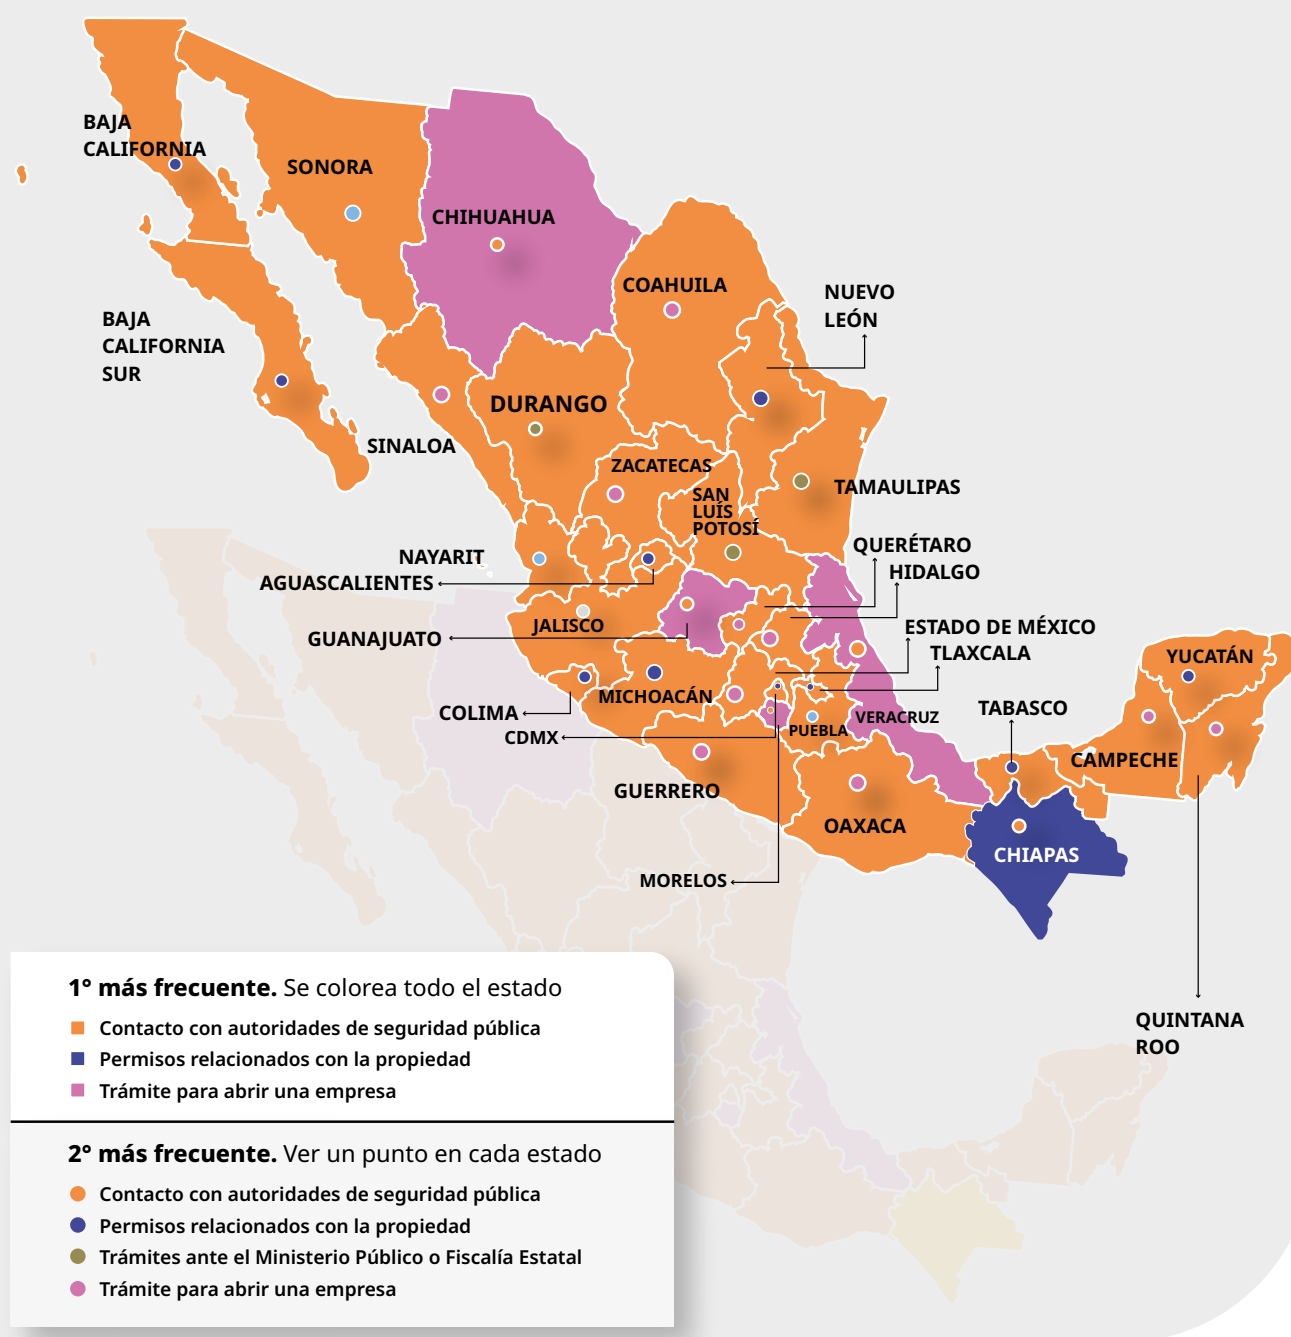 BAJA
CALIFORNIA
SONORA
CHIHUAHUA
COAHUILA
NUEVO
LEÓN
BAJA
CALIFORNIA
SUR
DURANGO
SINALOA
ZACATECAS
SAN
LUÍS
POTOSÍ
TAMAULIPAS
NAYARIT
QUERÉTARO
HIDALGO
AGUASCALIENTES
JALISCO
GUANAJUATO
ESTADO DE MÉXICO
TLAXCALA
YUCATÁN
MICHOACÁN
COLIMA
CDMX
PUEBLA
VERACRUZ
TABASCO
CAMPECHE
GUERRERO
OAXACA
CHIAPAS
MORELOS
QUINTANA
ROO
1° más frecuente. Se colorea todo el estado
Contacto con autoridades de seguridad pública
Permisos relacionados con la propiedad
Trámite para abrir una empresa
2° más frecuente. Ver un punto en cada estado
Contacto con autoridades de seguridad pública
Permisos relacionados con la propiedad
Trámites ante el Ministerio Público o Fiscalía Estatal
Trámite para abrir una empresa